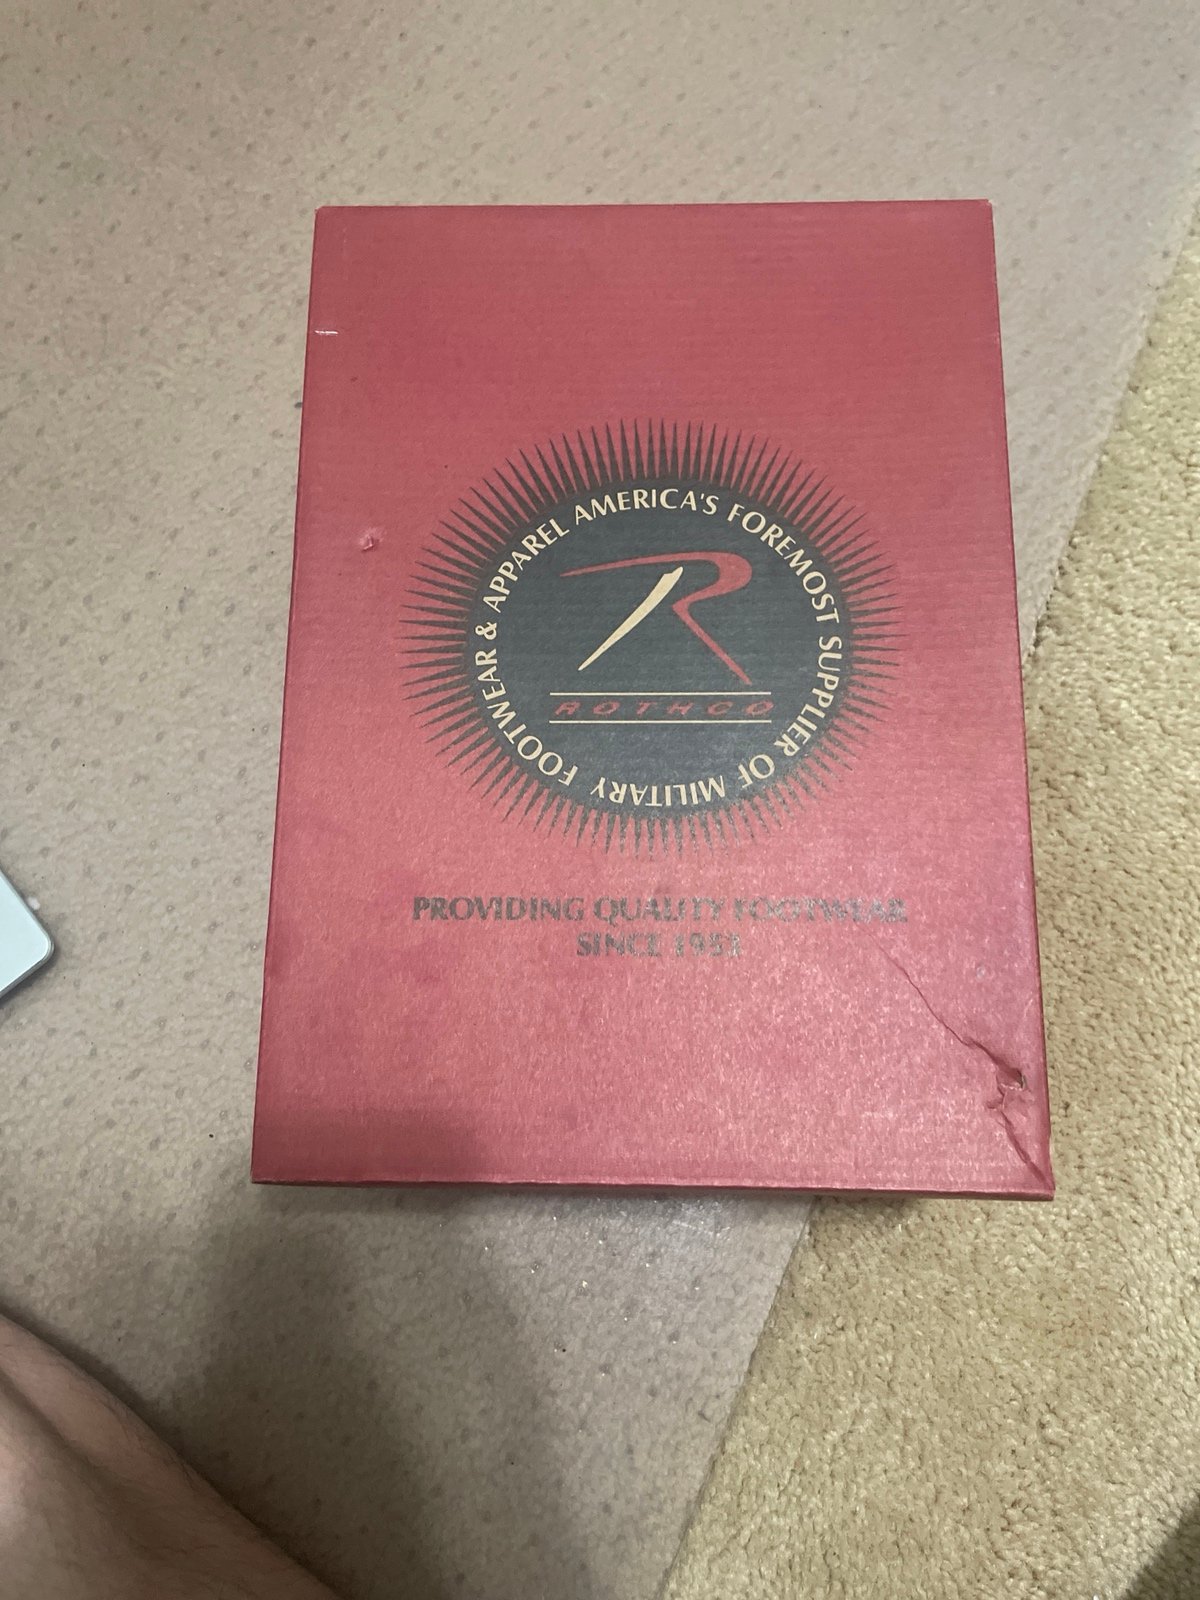 AMERICA'S FOREMOST SUPPLIER OF MILITARY FOOTWEAR & APPAREL
R
ROTHCO
PROVIDING QUALITY FOOTWEAR
SINCE 1953